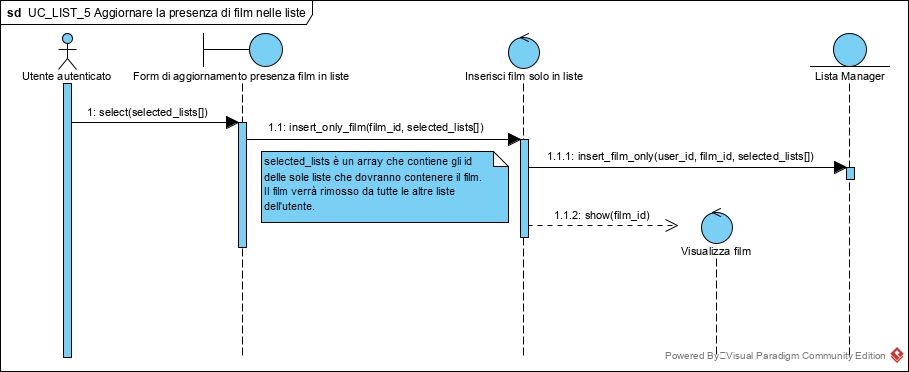 sd UC_LIST_5 Aggiornare la presenza di film nelle liste
Utente autenticato
Form di aggiornamento presenza film in liste
Inserisci film solo in liste
Lista Manager
1: select(selected_lists[])
1.1: insert_only_film(film_id, selected_lists[])
selected_lists è un array che contiene gli id
delle sole liste che dovranno contenere il film.
Il film verrà rimosso da tutte le altre liste
dell'utente.
1.1.1: insert_film_only(user_id, film_id, selected_lists[])
1.1.2: show(film_id)
Visualizza film
Powered By Visual Paradigm Community Edition